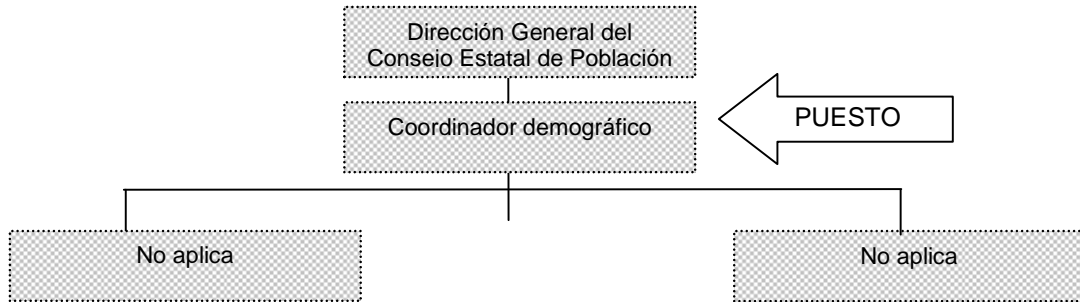 Dirección General del
Consejo Estatal de Población
Coordinador demográfico
PUESTO
No aplica
No aplica